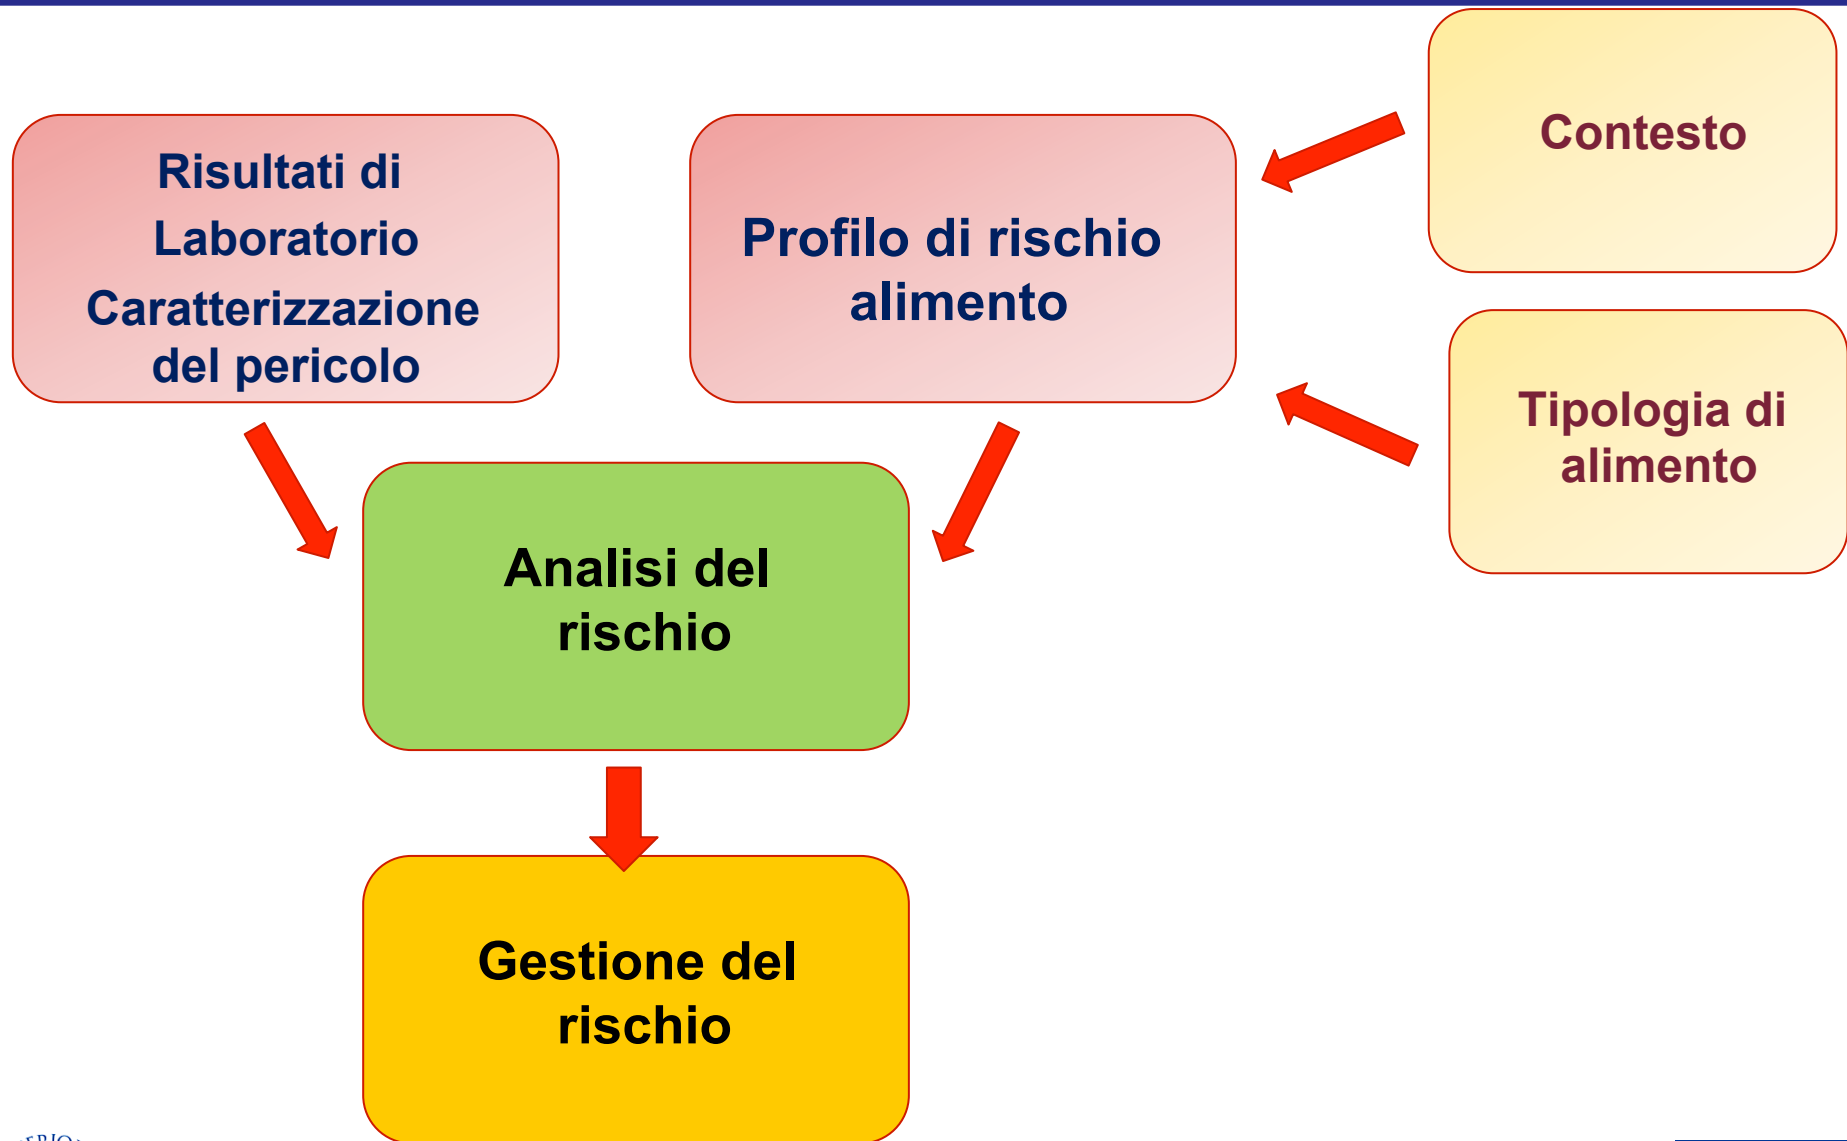 Risultati di
Laboratorio
Caratterizzazione
del pericolo
Profilo di rischio
alimento
Contesto
Tipologia di
alimento
Analisi del
rischio
Gestione del
rischio